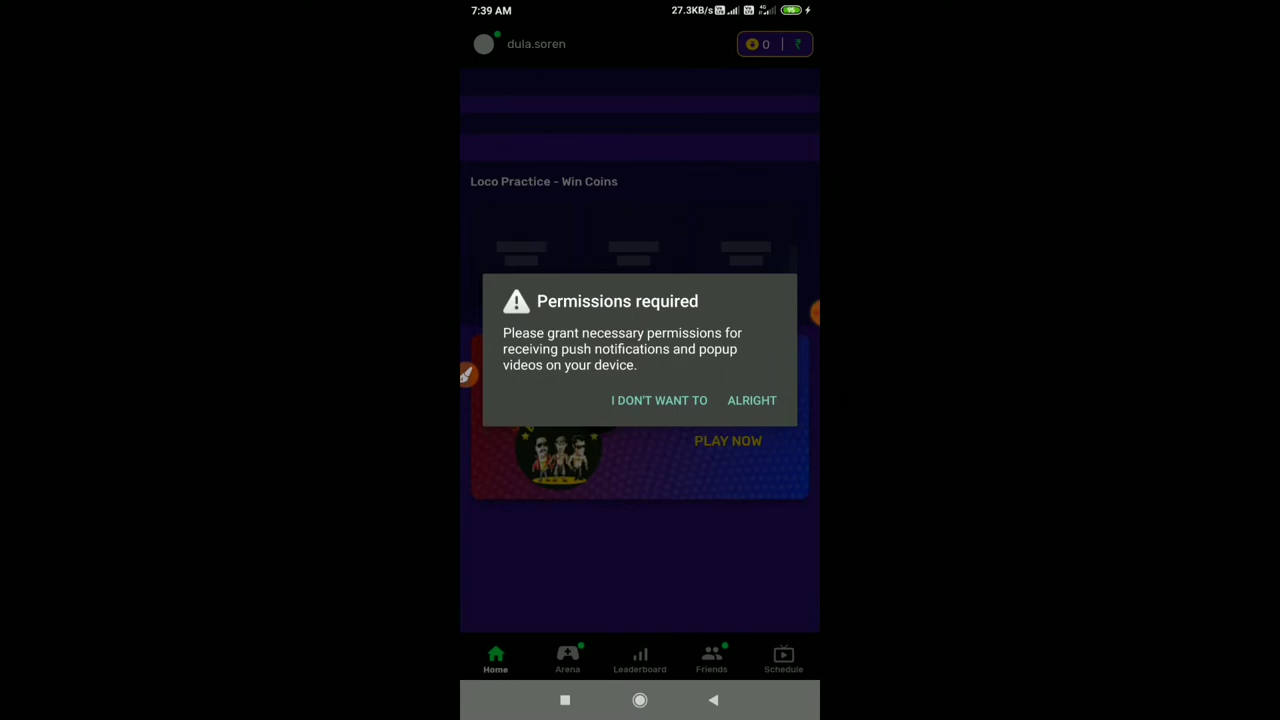 7:39 AM
27.3KB/s
95
dula.soren
0 | ₹
Loco Practice - Win Coins
Permissions required
Please grant necessary permissions for
receiving push notifications and popup
videos on your device.
I DON'T WANT TO ALRIGHT
PLAY NOW
Home Arena Leaderboard Friends Schedule